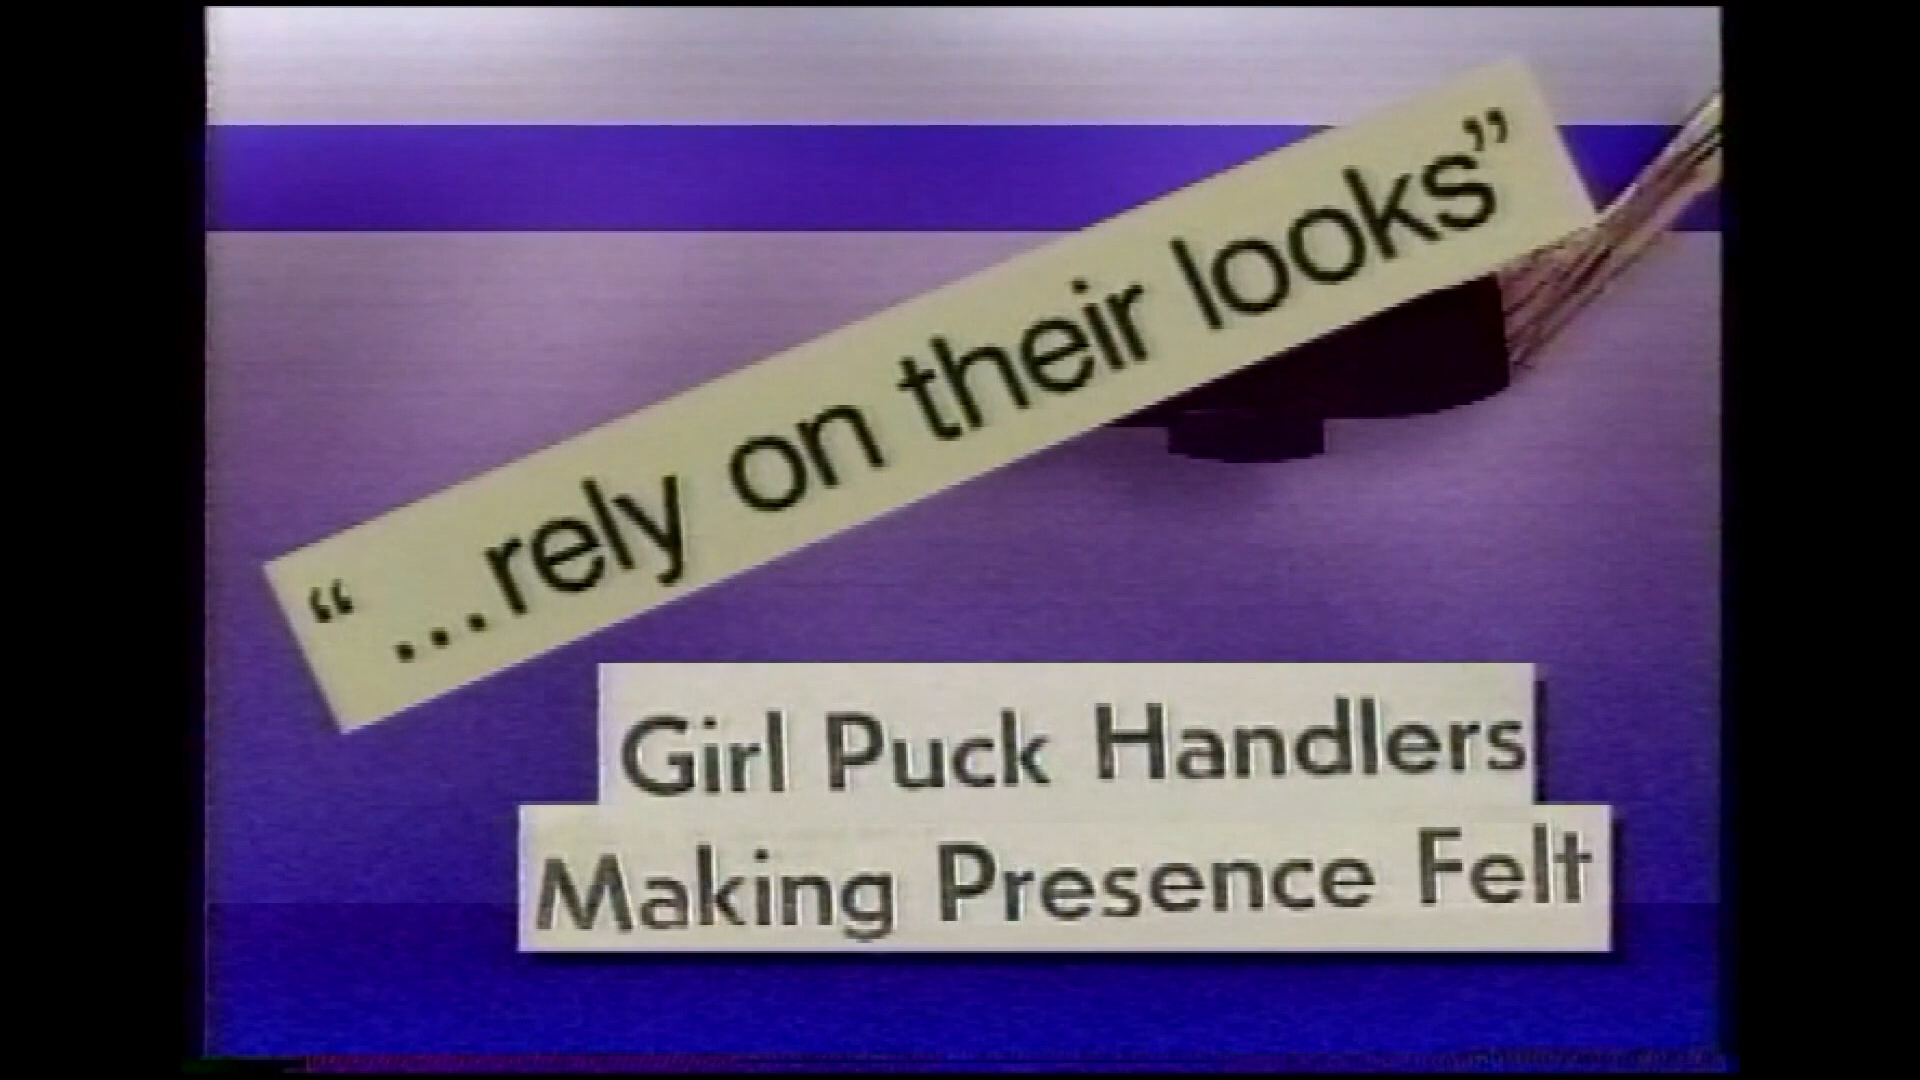 “ ...rely on their looks”
Girl Puck Handlers
Making Presence Felt